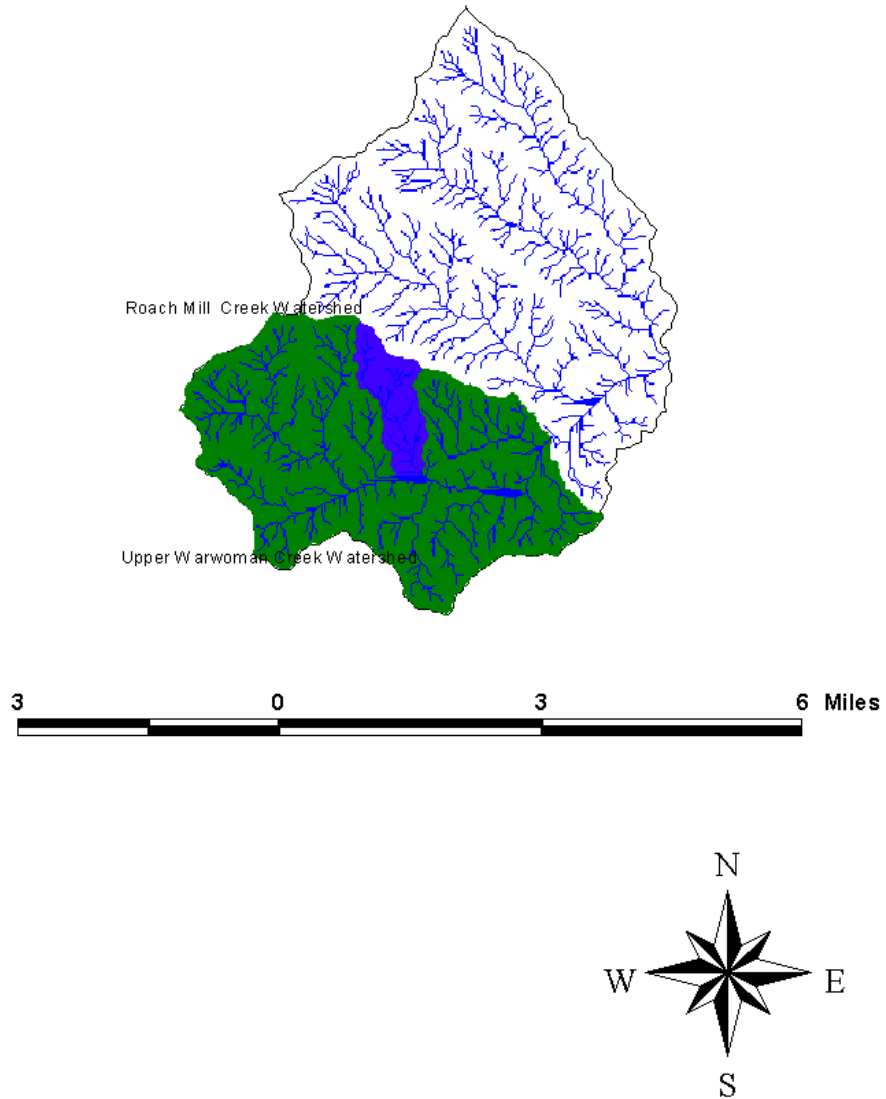 Roach Mill Creek Watershed
Upper Warwoman Creek Watershed
3 0 3 6 Miles
N
W E
S